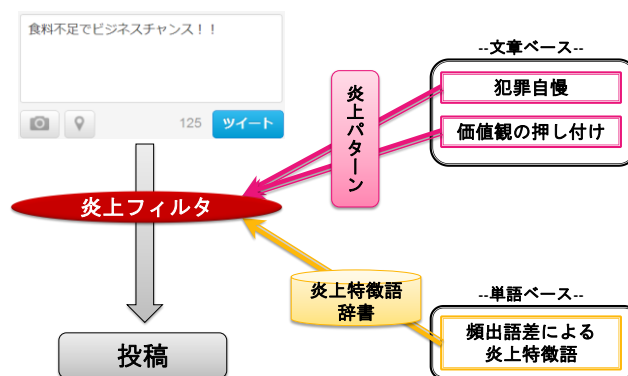 食料不足でビジネスチャンス！！
125
ツイート
炎上フィルタ
投稿
炎上パターン
--文章ベース--
犯罪自慢
価値観の押し付け
炎上特徴語
辞書
--単語ベース--
頻出語差による
炎上特徴語